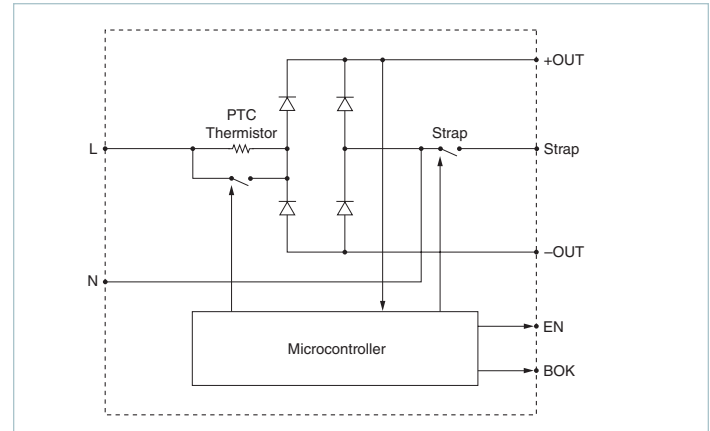 +OUT
PTC
Thermistor
Strap
L
Strap
–OUT
N
EN
Microcontroller
BOK